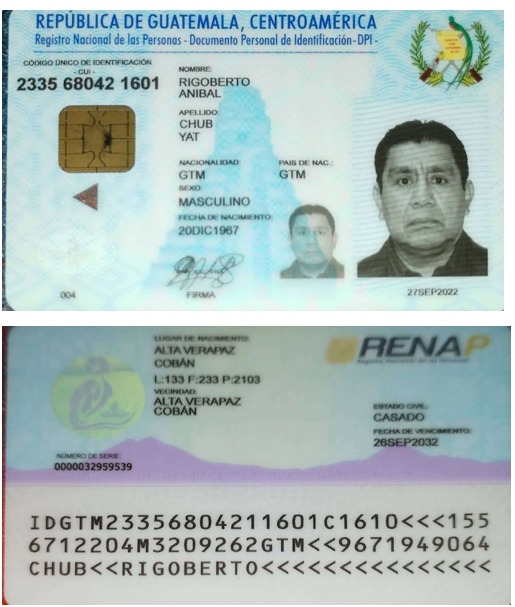 REPÚBLICA DE GUATEMALA, CENTROAMÉRICA
Registro Nacional de las Personas - Documento Personal de Identificación -DPI -
CÓDIGO ÚNICO DE IDENTIFICACIÓN
- CUI -
2335 68042 1601
NOMBRE:
RIGOBERTO
ANIBAL
APELLIDO:
CHUB
YAT
NACIONALIDAD:
GTM
PAIS DE NAC.:
GTM
SEXO:
MASCULINO
FECHA DE NACIMIENTO:
20DIC1967
004
FIRMA
27SEP2022
LUGAR DE NACIMIENTO:
ALTA VERAPAZ
COBÁN
L:133 F:233 P:2103
VECINDAD:
ALTA VERAPAZ
COBÁN
RENAP
Registro Nacional de las Personas
ESTADO CIVIL:
CASADO
FECHA DE VENCIMIENTO:
26SEP2032
NÚMERO DE SERIE:
0000032959539
IDGTM23356804211601C1610<<<155
6712204M3209262GTM<<9671949064
CHUB<<RIGOBERTO<<<<<<<<<<<<<<<